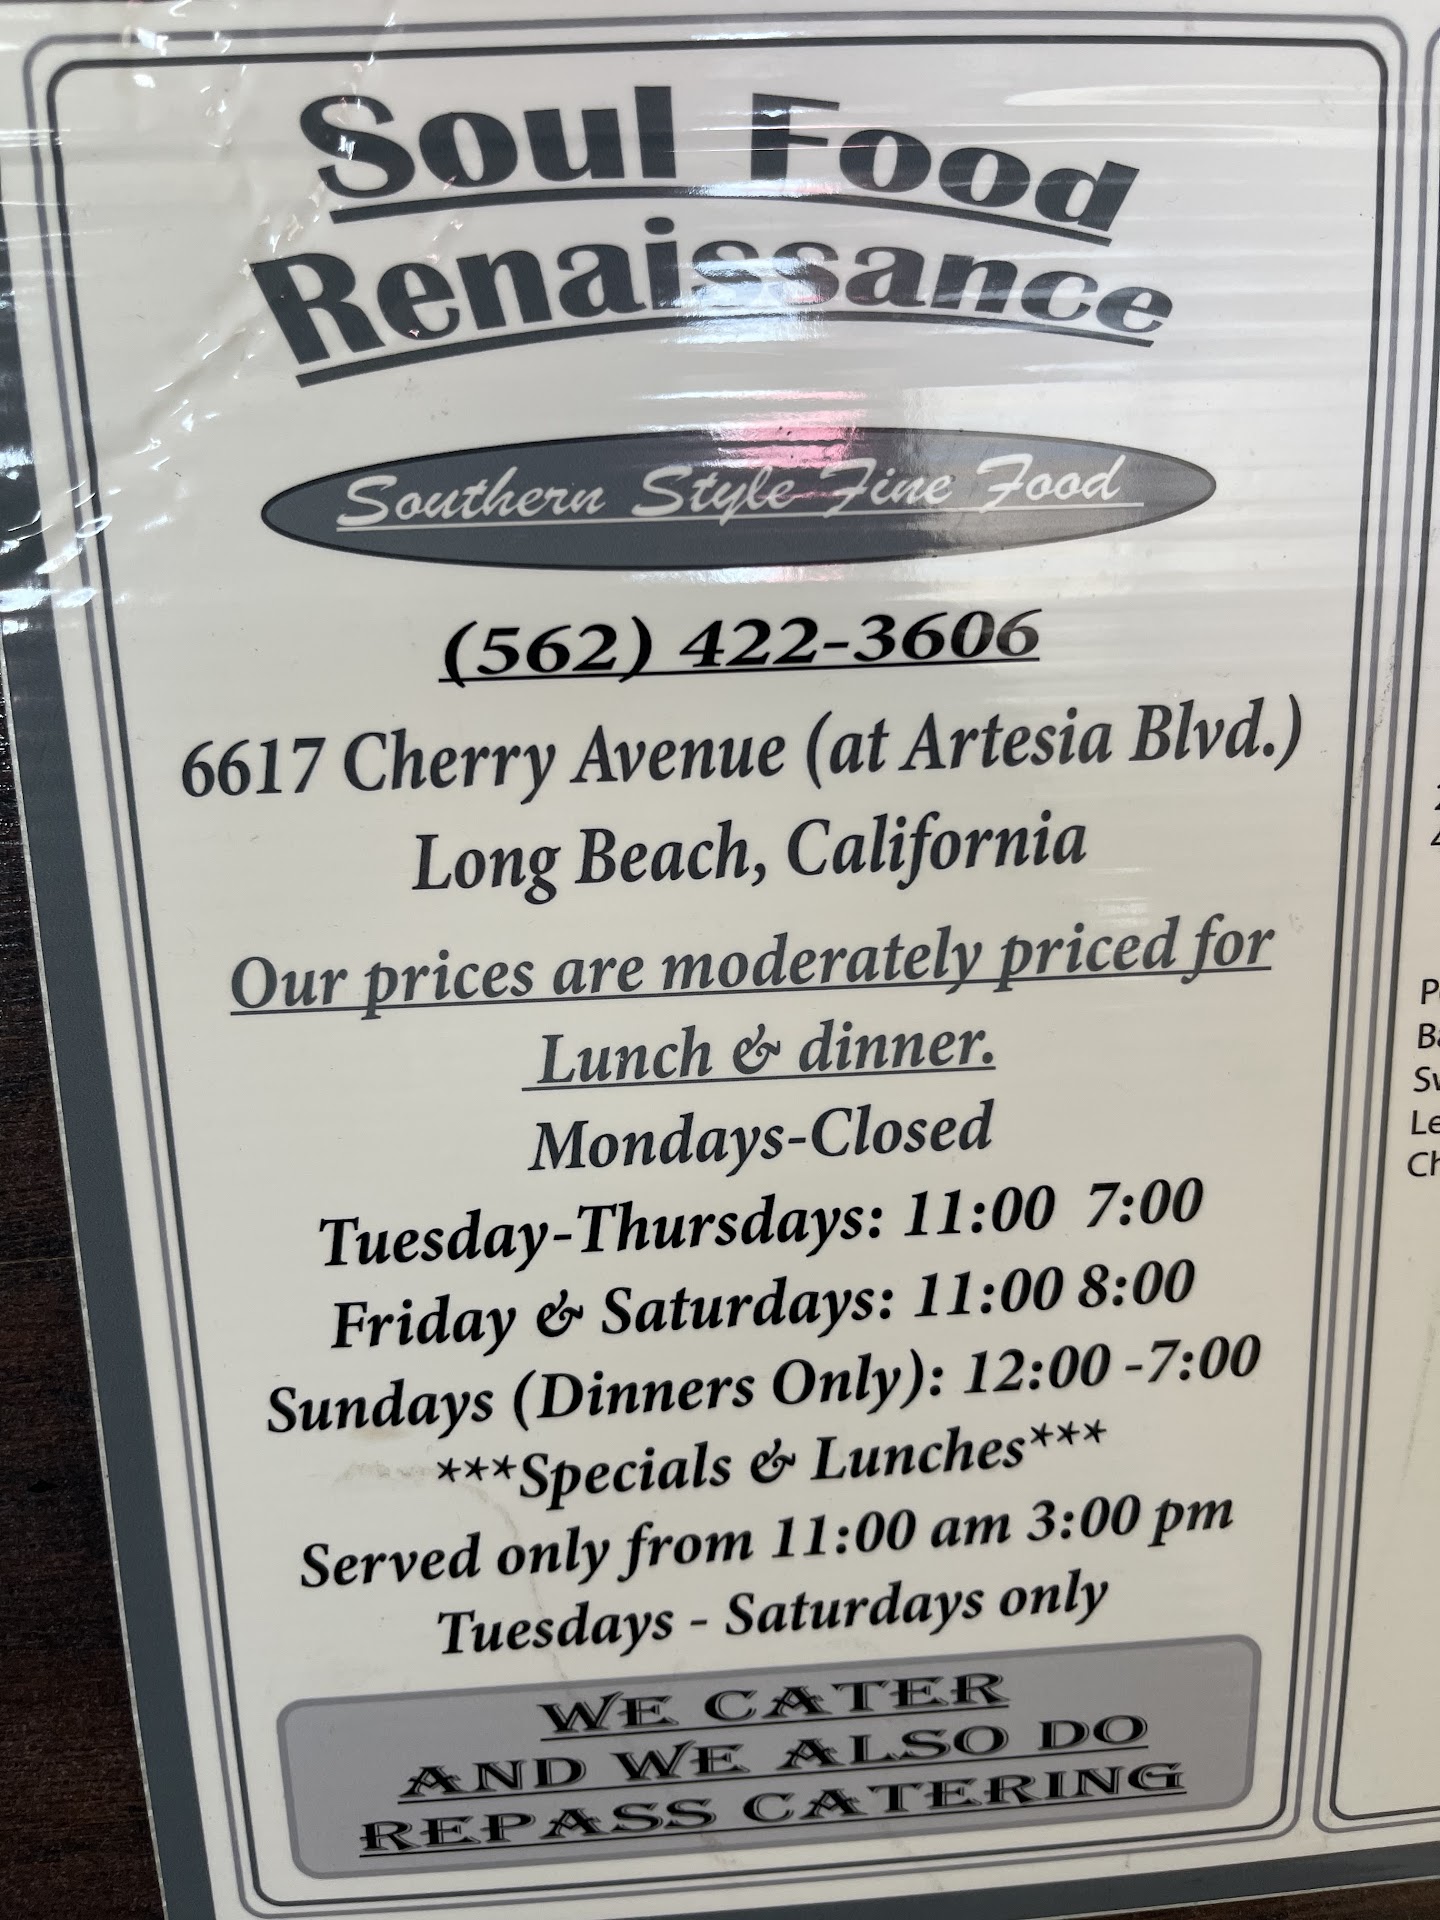 Soul Food
Renaissance
Southern Style Fine Food
(562) 422-3606
6617 Cherry Avenue (at Artesia Blvd.)
Long Beach, California
Our prices are moderately priced for
Lunch & dinner.
Mondays-Closed
Tuesday-Thursdays: 11:00 7:00
Friday & Saturdays: 11:00 8:00
Sundays (Dinners Only): 12:00 -7:00
***Specials & Lunches***
Served only from 11:00 am 3:00 pm
Tuesdays - Saturdays only
WE CATER
AND WE ALSO DO
REPASS CATERING